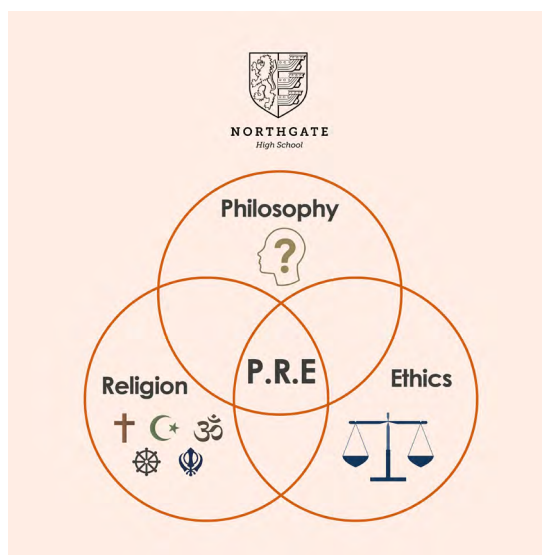 NORTHGATE
High School
Philosophy
?
P.R.E
Religion
Ethics